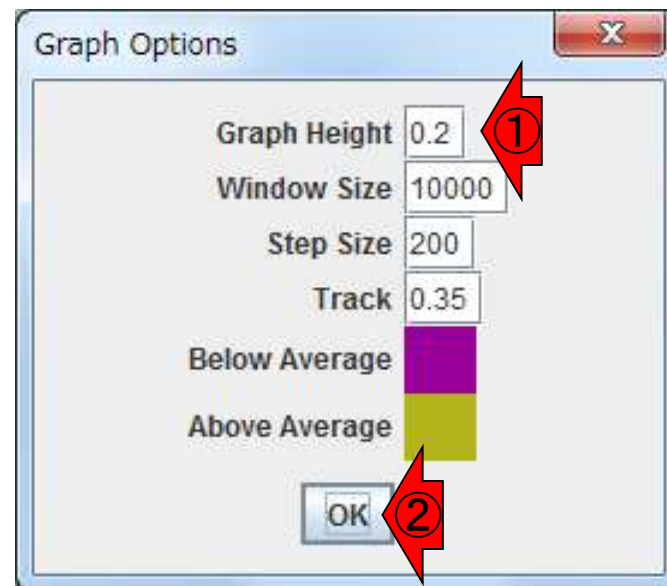 Graph Options
Graph Height 0.2 ①
Window Size 10000
Step Size 200
Track 0.35
Below Average
Above Average
OK ②